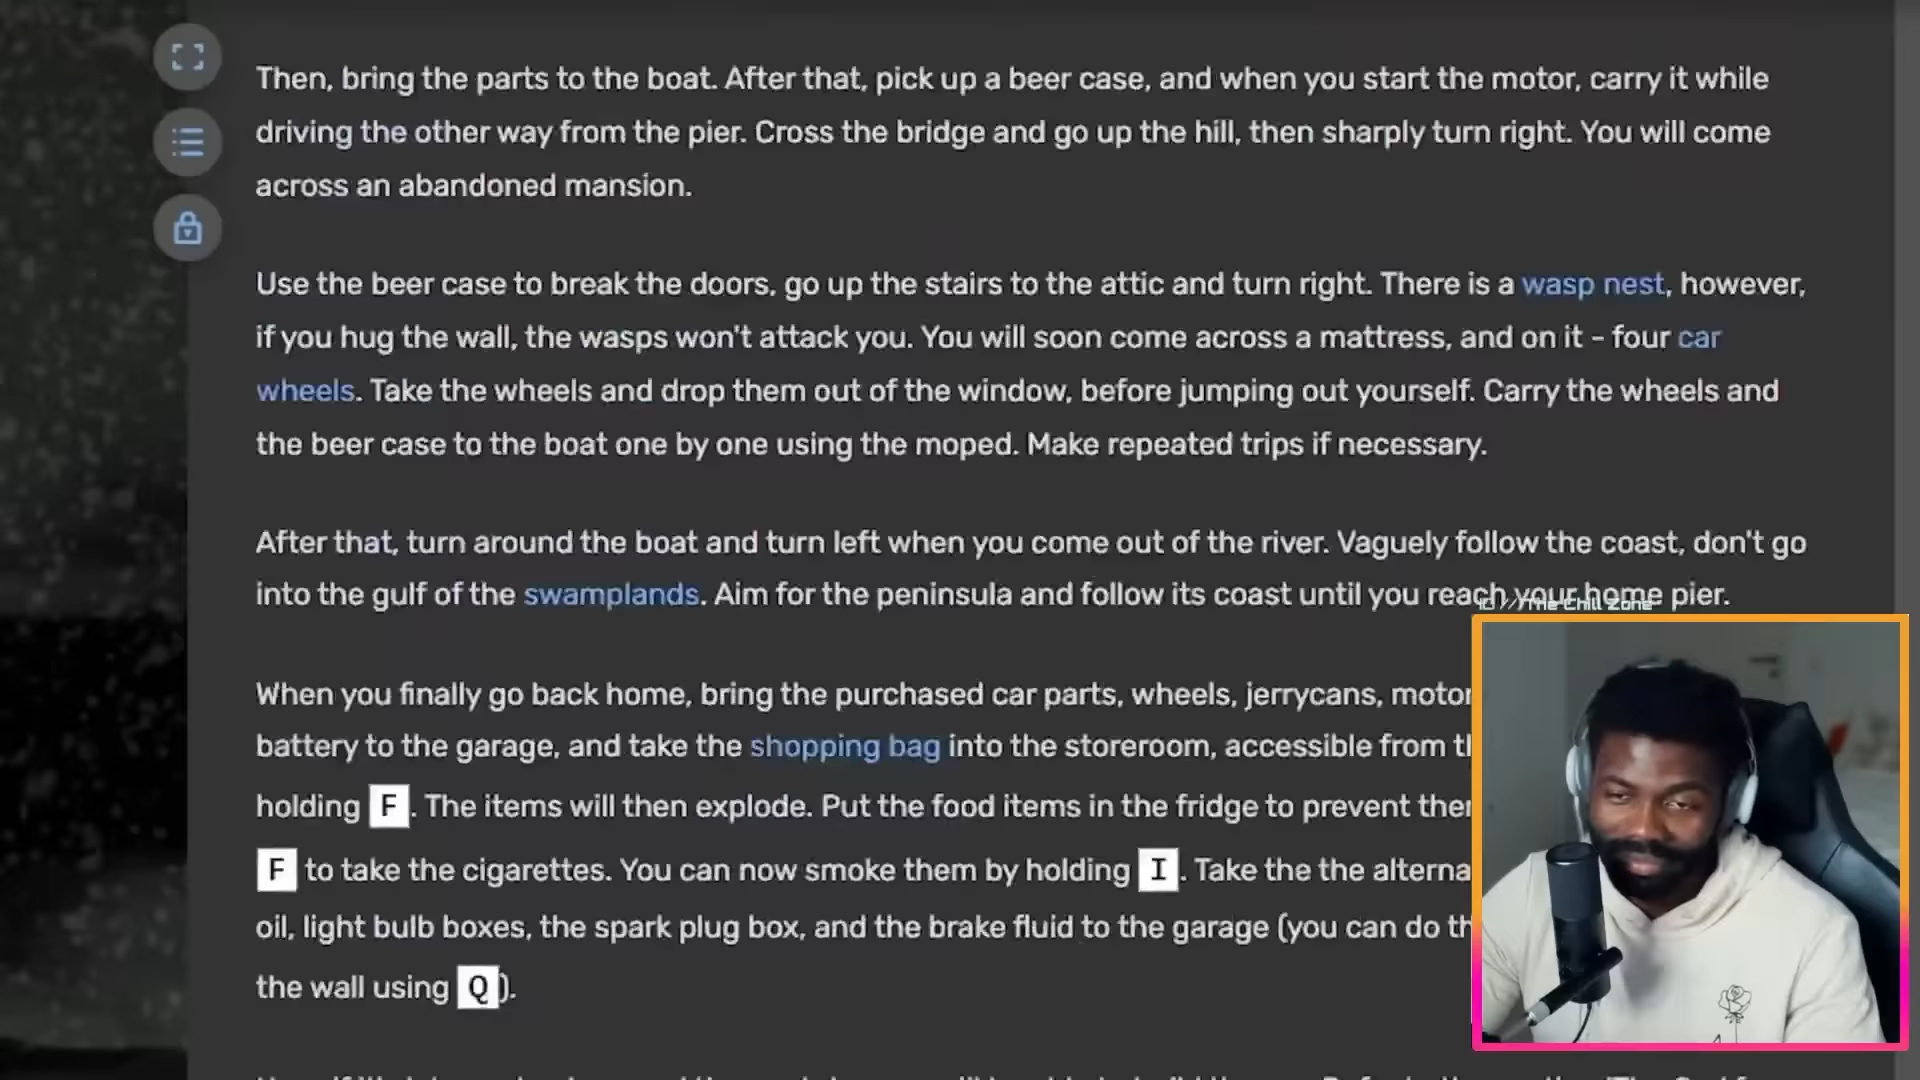 Then, bring the parts to the boat. After that, pick up a beer case, and when you start the motor, carry it while
driving the other way from the pier. Cross the bridge and go up the hill, then sharply turn right. You will come
across an abandoned mansion.
Use the beer case to break the doors, go up the stairs to the attic and turn right. There is a wasp nest, however,
if you hug the wall, the wasps won't attack you. You will soon come across a mattress, and on it - four car
wheels. Take the wheels and drop them out of the window, before jumping out yourself. Carry the wheels and
the beer case to the boat one by one using the moped. Make repeated trips if necessary.
After that, turn around the boat and turn left when you come out of the river. Vaguely follow the coast, don't go
into the gulf of the swamplands. Aim for the peninsula and follow its coast until you reach your home pier.
// The Chill Zone
When you finally go back home, bring the purchased car parts, wheels, jerrycans, motor
battery to the garage, and take the shopping bag into the storeroom, accessible from
holding F. The items will then explode. Put the food items in the fridge to prevent
F to take the cigarettes. You can now smoke them by holding I. Take the the
oil, light bulb boxes, the spark plug box, and the brake fluid to the garage (you can do
the wall using Q).